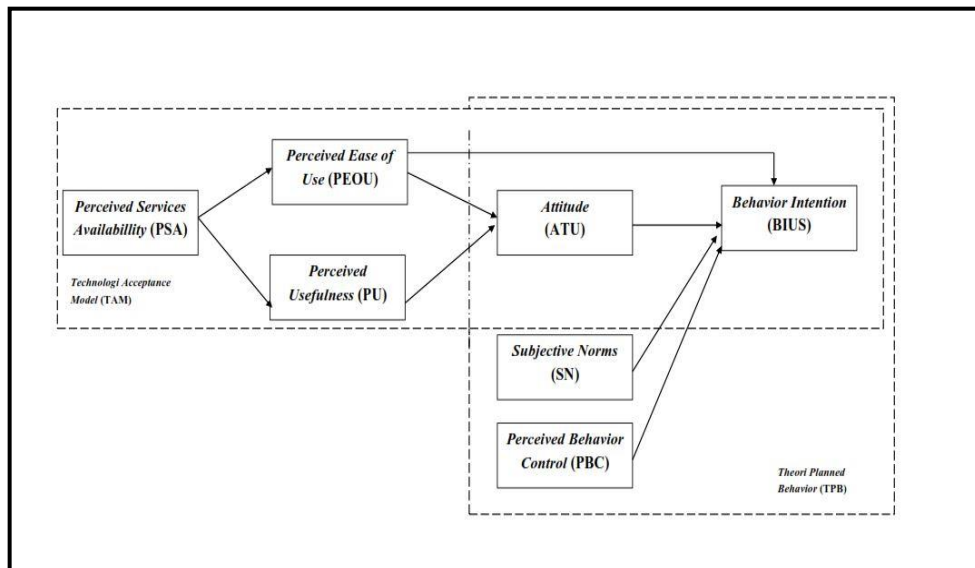 Perceived Ease of
Use (PEOU)
Perceived Services
Availabillity (PSA)
Attitude
(ATU)
Behavior Intention
(BIUS)
Perceived
Usefulness (PU)
Technologi Acceptance
Model (TAM)
Subjective Norms
(SN)
Perceived Behavior
Control (PBC)
Theori Planned
Behavior (TPB)